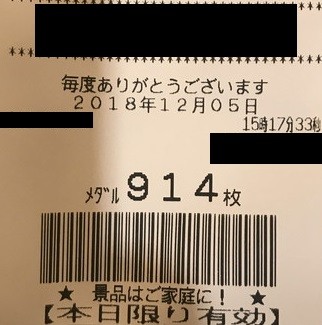 毎度ありがとうございます
2018年12月05日
15時17分33秒
ﾒﾀﾞﾙ914枚
★ 景品はご家庭に! ★
【本日限り有効】